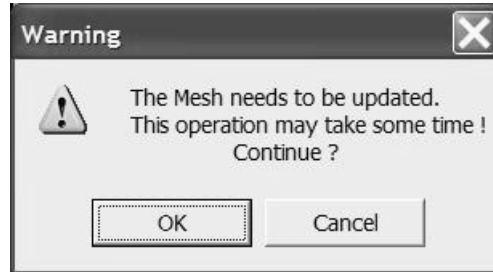 Warning
The Mesh needs to be updated.
This operation may take some time !
Continue ?
OK
Cancel